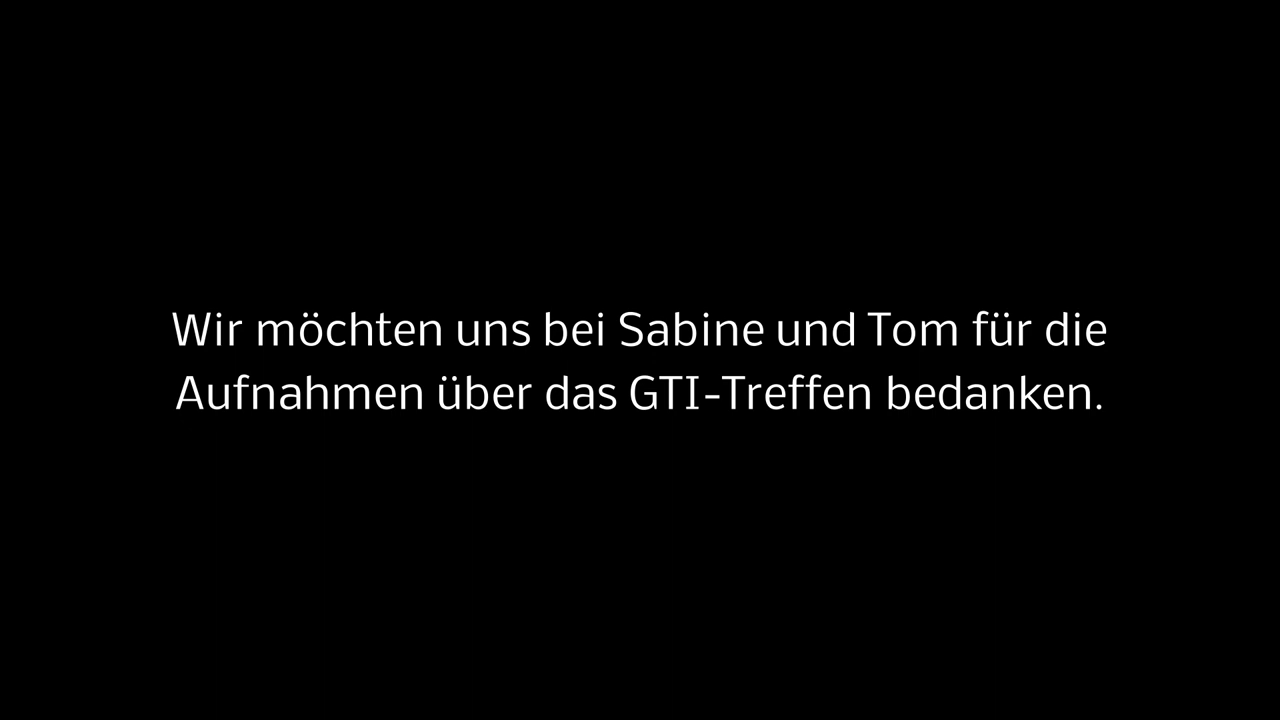 Wir möchten uns bei Sabine und Tom für die
Aufnahmen über das GTI-Treffen bedanken.